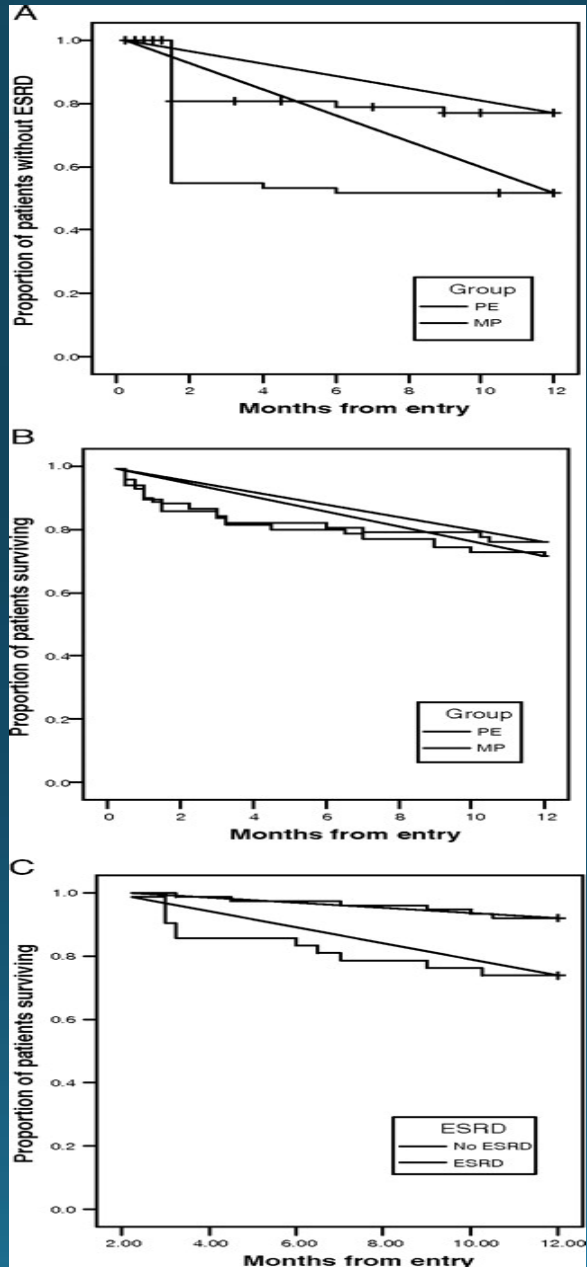 A
Proportion of patients without ESRD
1.0
0.8
0.6
0.4
0.2
0.0
0 2 4 6 8 10 12
Months from entry
Group
PE
MP
B
Proportion of patients surviving
1.0
0.8
0.6
0.4
0.2
0.0
0 2 4 6 8 10 12
Months from entry
Group
PE
MP
C
Proportion of patients surviving
1.0
0.8
0.6
0.4
0.2
0.0
2.00 4.00 6.00 8.00 10.00 12.00
Months from entry
ESRD
No ESRD
ESRD